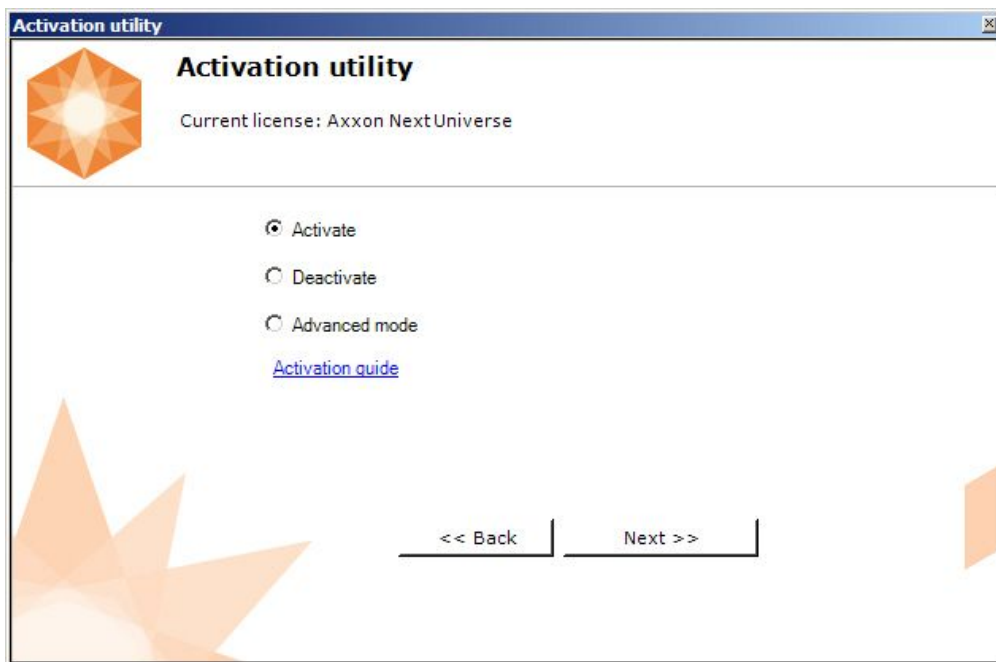 Activation utility
Activation utility
Current license: Axxon Next Universe
Activate
Deactivate
Advanced mode
Activation guide
<< Back Next >>